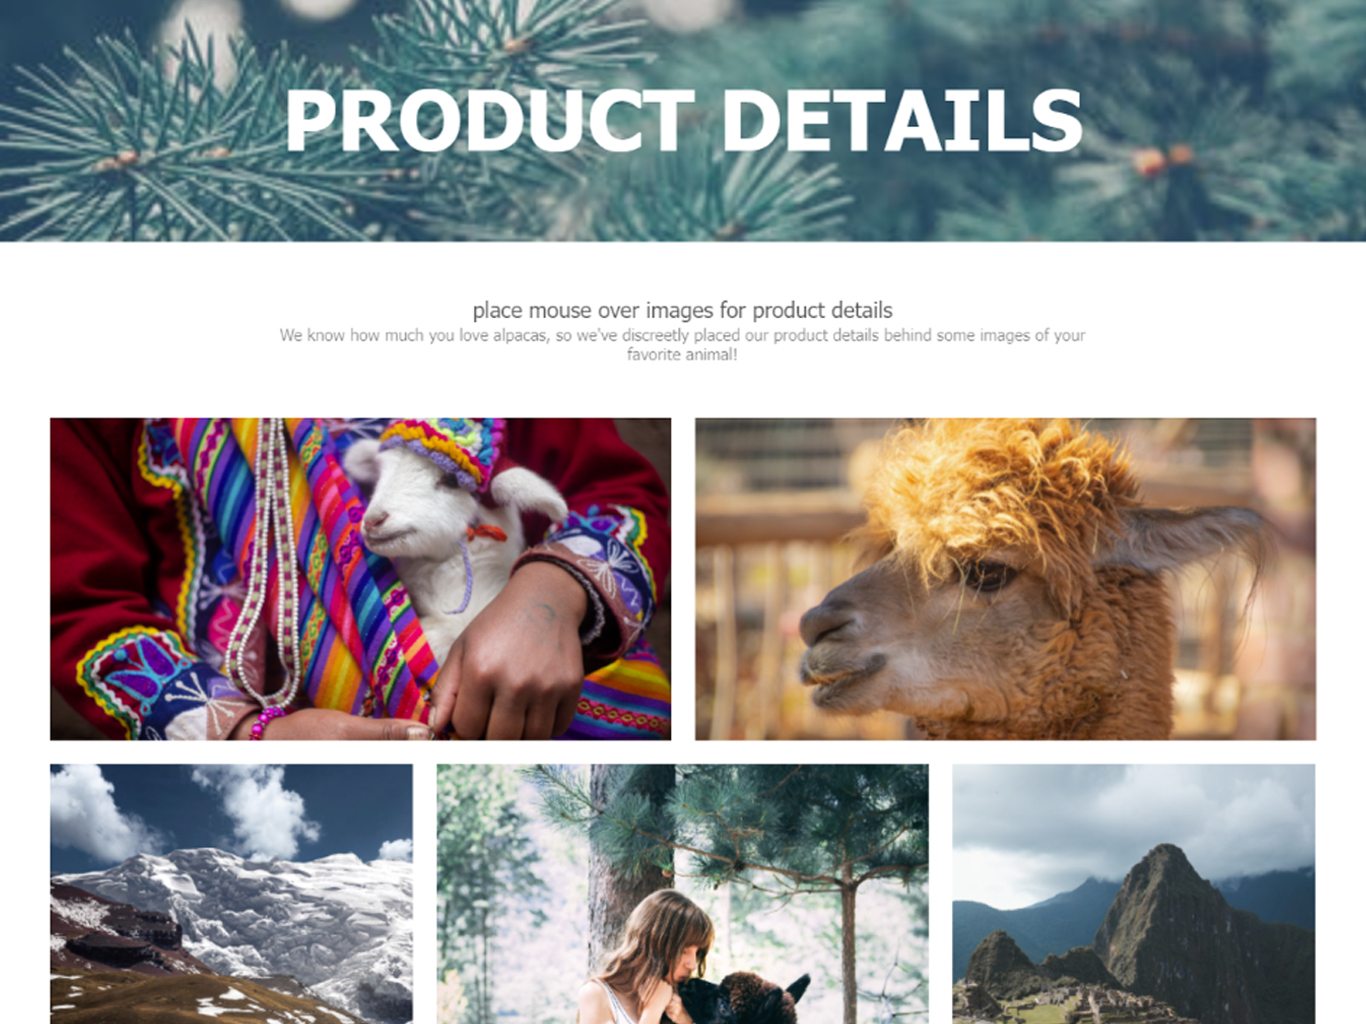 PRODUCT DETAILS
place mouse over images for product details
We know how much you love alpacas, so we've discreetly placed our product details behind some images of your
favorite animal!